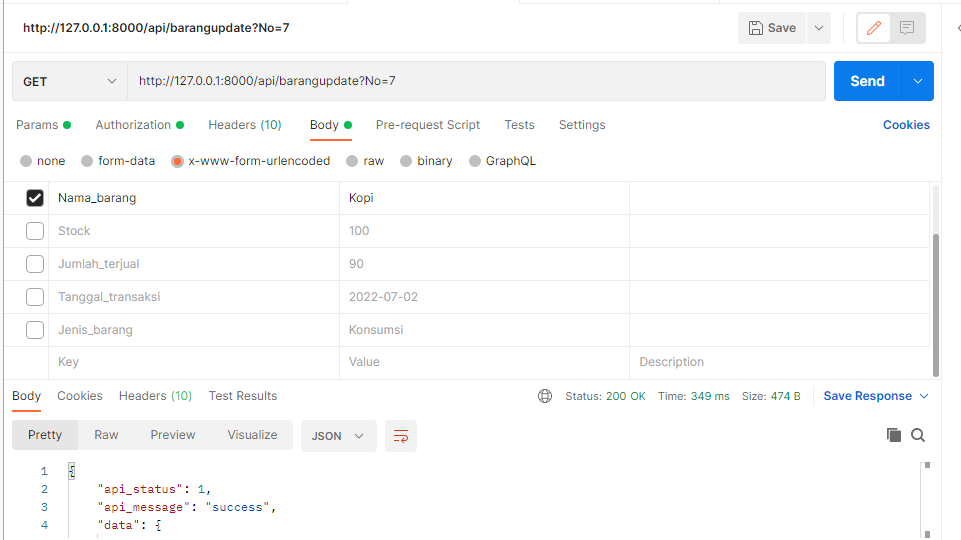 http://127.0.0.1:8000/api/barangupdate?No=7 Save
GET http://127.0.0.1:8000/api/barangupdate?No=7 Send
Params Authorization Headers (10) Body Pre-request Script Tests Settings Cookies
none form-data x-www-form-urlencoded raw binary GraphQL
Nama_barang Kopi
Stock 100
Jumlah_terjual 90
Tanggal_transaksi 2022-07-02
Jenis_barang Konsumsi
Key Value Description
Body Cookies Headers (10) Test Results Status: 200 OK Time: 349 ms Size: 474 B Save Response
Pretty Raw Preview Visualize JSON
1 {
2 "api_status": 1,
3 "api_message": "success",
4 "data": {